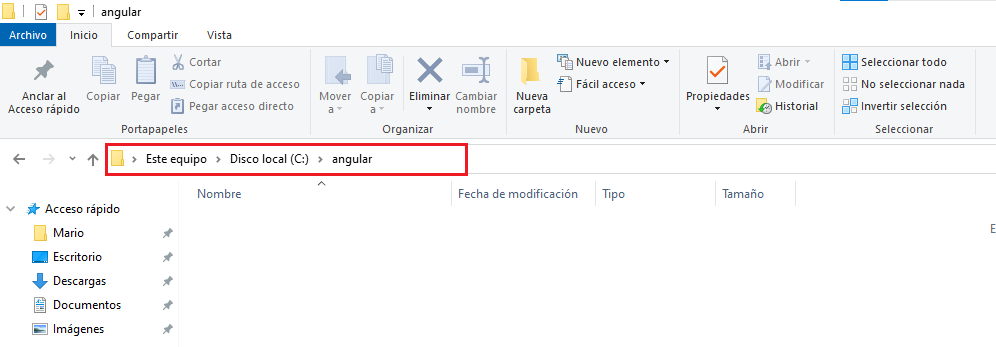 angular
Archivo Inicio Compartir Vista
Anclar al Acceso rápido
Copiar
Pegar
Cortar
Copiar ruta de acceso
Pegar acceso directo
Portapapeles
Mover a
Copiar a
Eliminar
Cambiar nombre
Organizar
Nueva carpeta
Nuevo elemento
Fácil acceso
Nuevo
Propiedades
Abrir
Modificar
Historial
Abrir
Seleccionar todo
No seleccionar nada
Invertir selección
Seleccionar
Este equipo > Disco local (C:) > angular
Nombre Fecha de modificación Tipo Tamaño
Acceso rápido
E
Mario
Escritorio
Descargas
Documentos
Imágenes